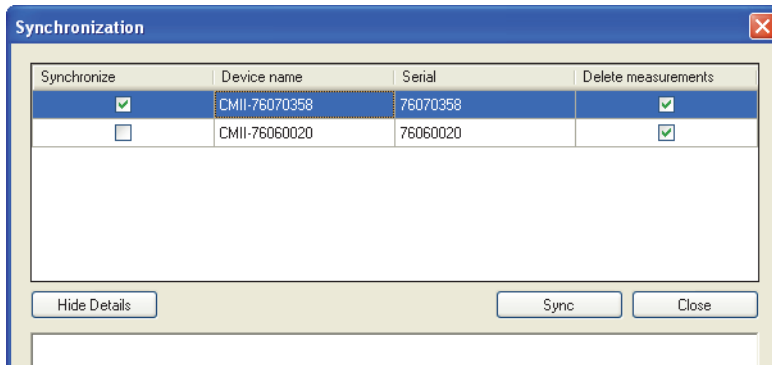 Synchronization
Synchronize Device name Serial Delete measurements
CMII-76070358 76070358
CMII-76060020 76060020
Hide Details Sync Close